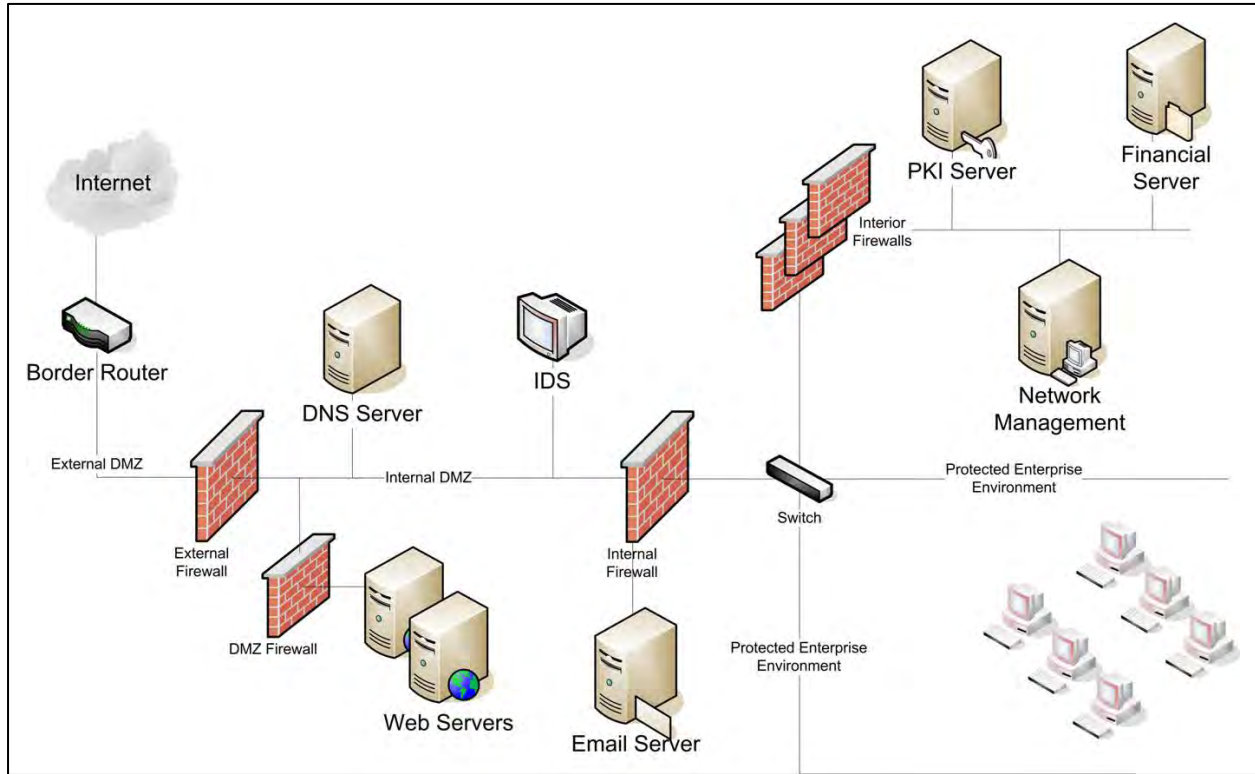 Internet
Border Router
External DMZ
External
Firewall
DNS Server
Internal DMZ
DMZ Firewall
Web Servers
IDS
Internal
Firewall
Email Server
Interior
Firewalls
PKI Server
Financial
Server
Network
Management
Switch
Protected Enterprise
Environment
Protected Enterprise
Environment